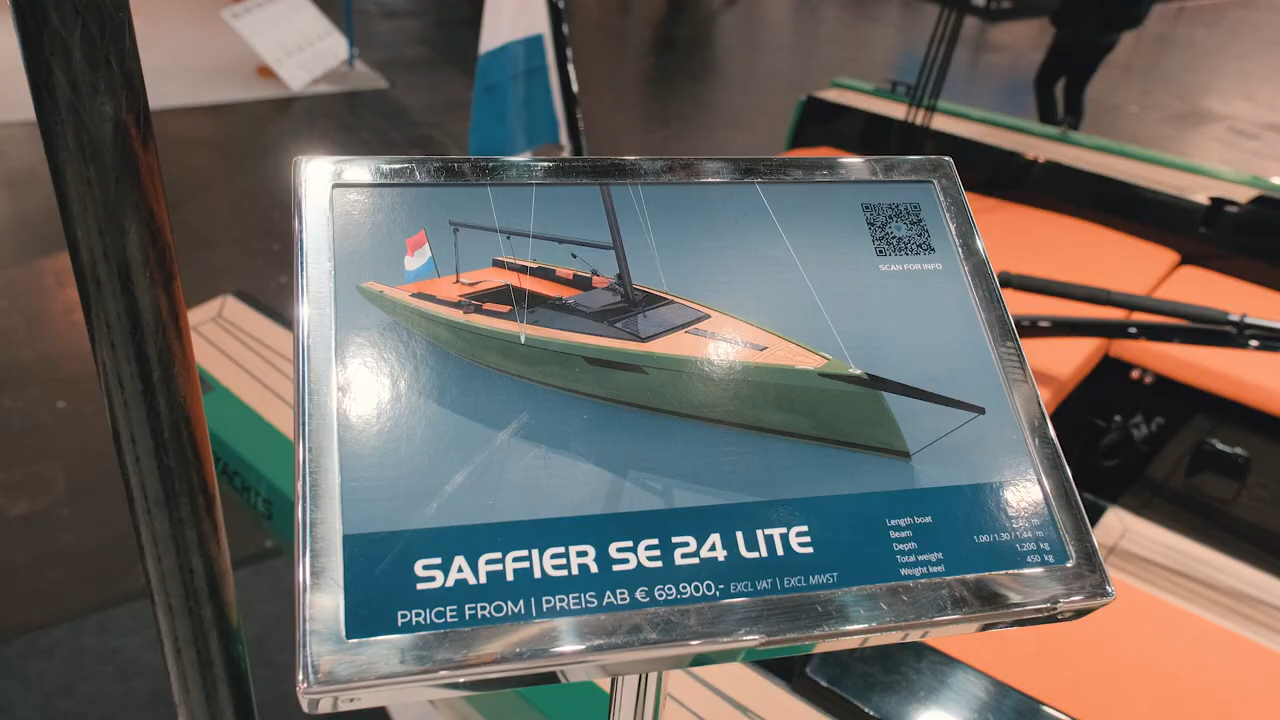 SCAN FOR INFO
SAFFIER SE 24 LITE
PRICE FROM | PREIS AB € 69.900,- EXCL VAT | EXCL MWST
Length boat
Beam m
Depth 1.00 / 1.30 / 1.44 m
Total weight 1.200 kg
Weight keel 450 kg
YACHTS